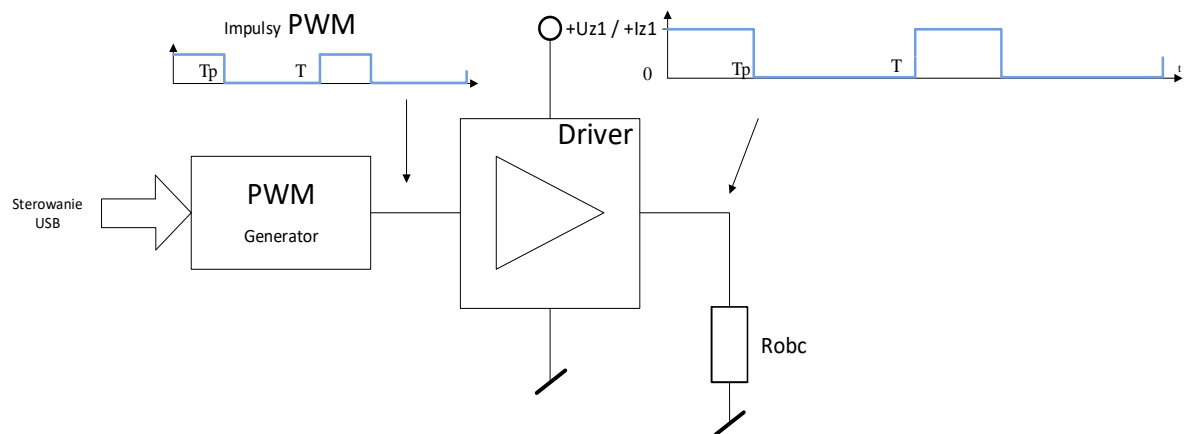 Impulsy PWM
Tp
T
+Uz1 / +Iz1
0
Tp
T
t
Driver
Sterowanie
USB
PWM
Generator
Robc